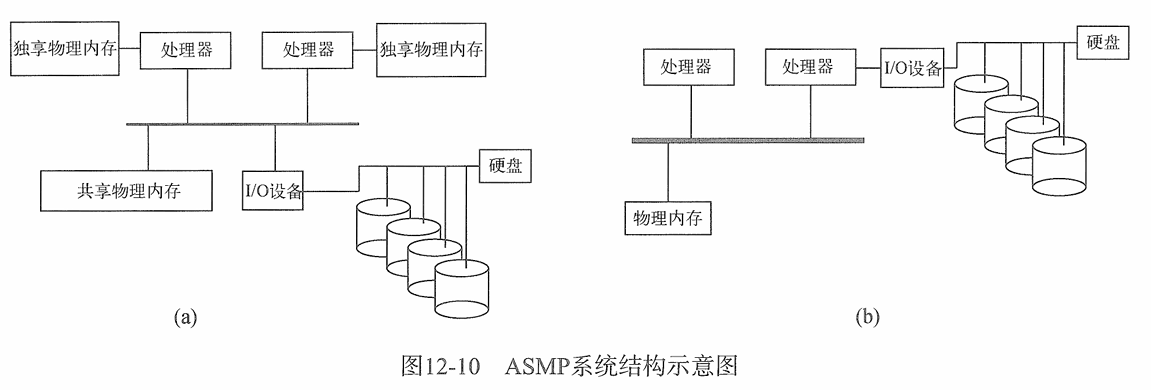 独享物理内存
处理器
处理器
独享物理内存
共享物理内存
I/O设备
硬盘
(a)
处理器
处理器
I/O设备
硬盘
物理内存
(b)
图12-10 ASMP系统结构示意图